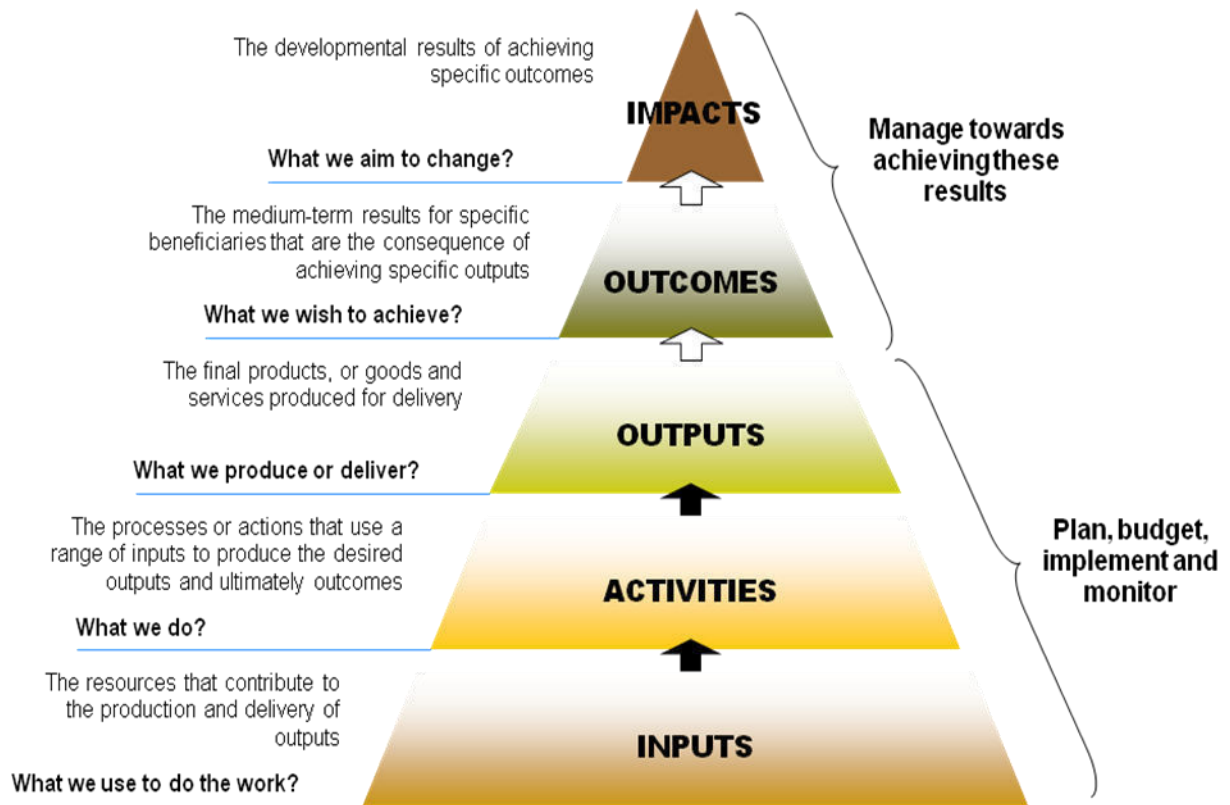 The developmental results of achieving
specific outcomes
IMPACTS
What we aim to change?
Manage towards
achieving these
results
The medium-term results for specific
beneficiaries that are the consequence of
achieving specific outputs
OUTCOMES
What we wish to achieve?
The final products, or goods and
services produced for delivery
OUTPUTS
What we produce or deliver?
The processes or actions that use a
range of inputs to produce the desired
outputs and ultimately outcomes
ACTIVITIES
What we do?
Plan, budget,
implement and
monitor
The resources that contribute to
the production and delivery of
outputs
INPUTS
What we use to do the work?